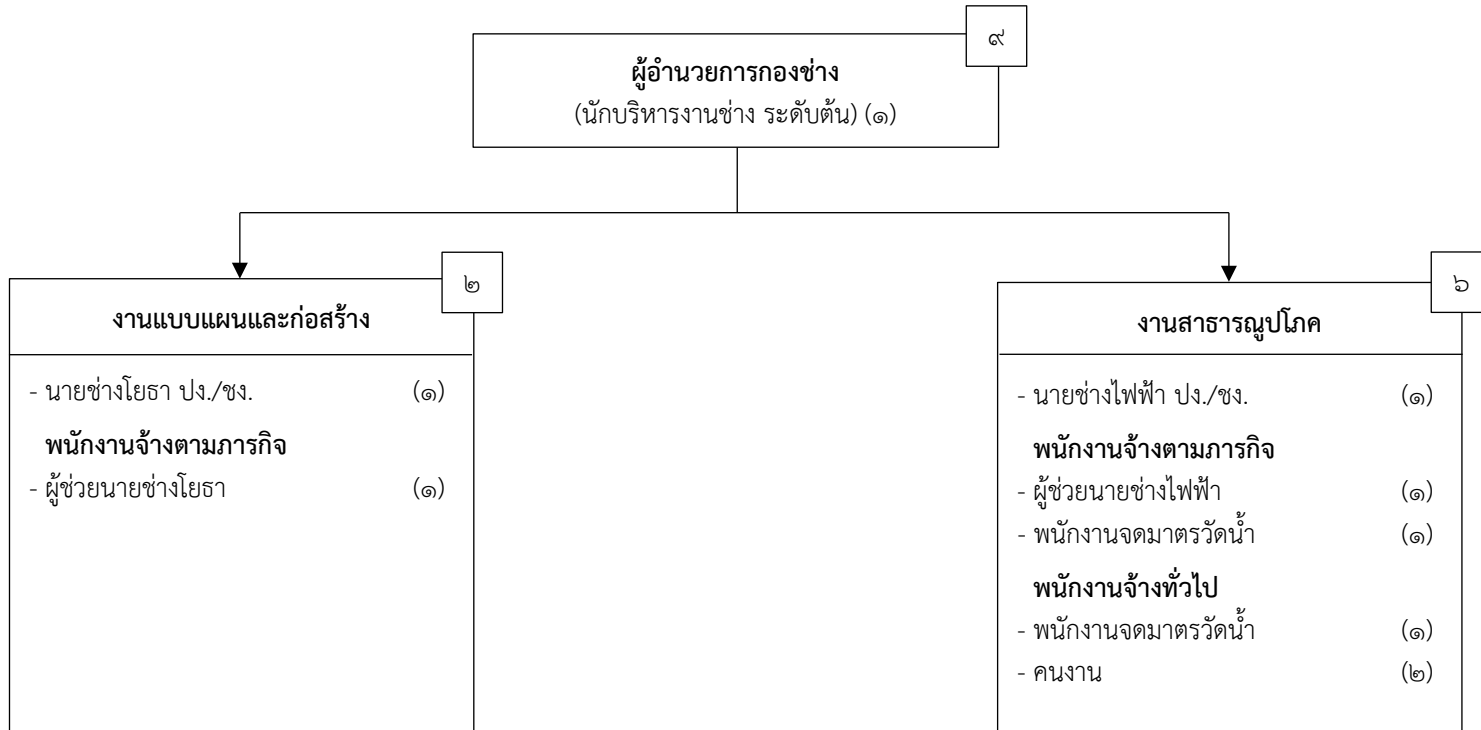 ๙
ผู้อำนวยการกองช่าง
(นักบริหารงานช่าง ระดับต้น) (๑)
๒
งานแบบแผนและก่อสร้าง
- นายช่างโยธา ปง./ชง. (๑)
พนักงานจ้างตามภารกิจ
- ผู้ช่วยนายช่างโยธา (๑)
๖
งานสาธารณูปโภค
- นายช่างไฟฟ้า ปง./ชง. (๑)
พนักงานจ้างตามภารกิจ
- ผู้ช่วยนายช่างไฟฟ้า (๑)
- พนักงานจดมาตรวัดน้ำ (๑)
พนักงานจ้างทั่วไป
- พนักงานจดมาตรวัดน้ำ (๑)
- คนงาน (๒)